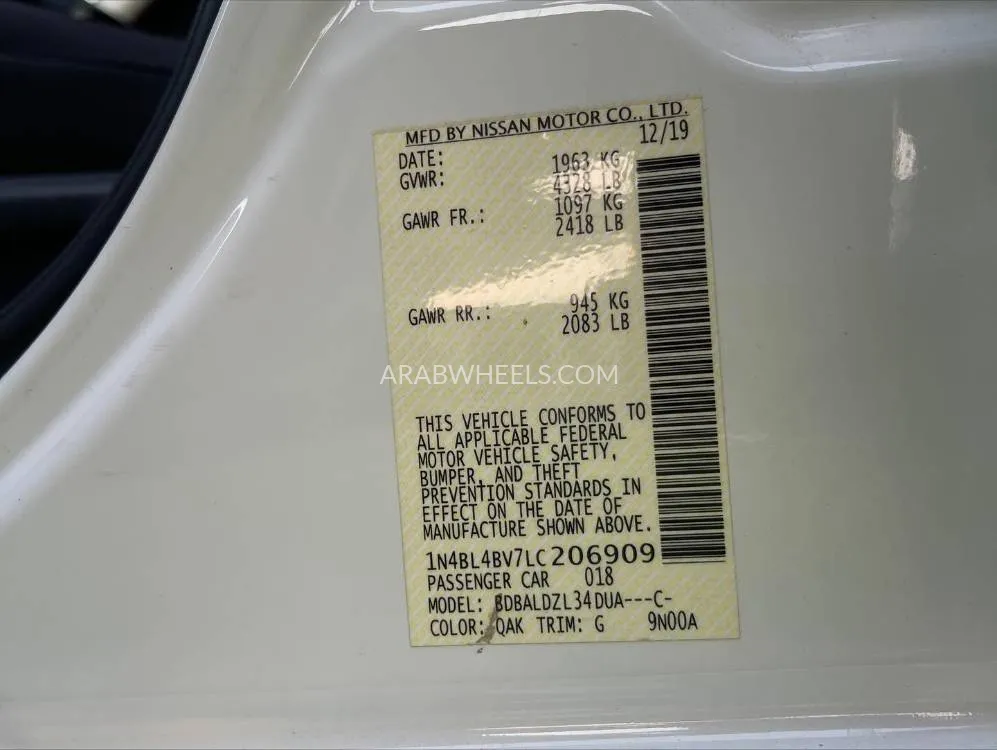 MFD BY NISSAN MOTOR CO., LTD.
DATE: 12/19
GVWR: 1963 KG
4328 LB
GAWR FR.: 1097 KG
2418 LB
GAWR RR.: 945 KG
2083 LB
ARABWHEELS.COM
THIS VEHICLE CONFORMS TO
ALL APPLICABLE FEDERAL
MOTOR VEHICLE SAFETY,
BUMPER, AND THEFT
PREVENTION STANDARDS IN
EFFECT ON THE DATE OF
MANUFACTURE SHOWN ABOVE.
1N4BL4BV7LC206909
PASSENGER CAR 018
MODEL: BDBALDZL34DUA---C-
COLOR: QAK TRIM: G 9N00A